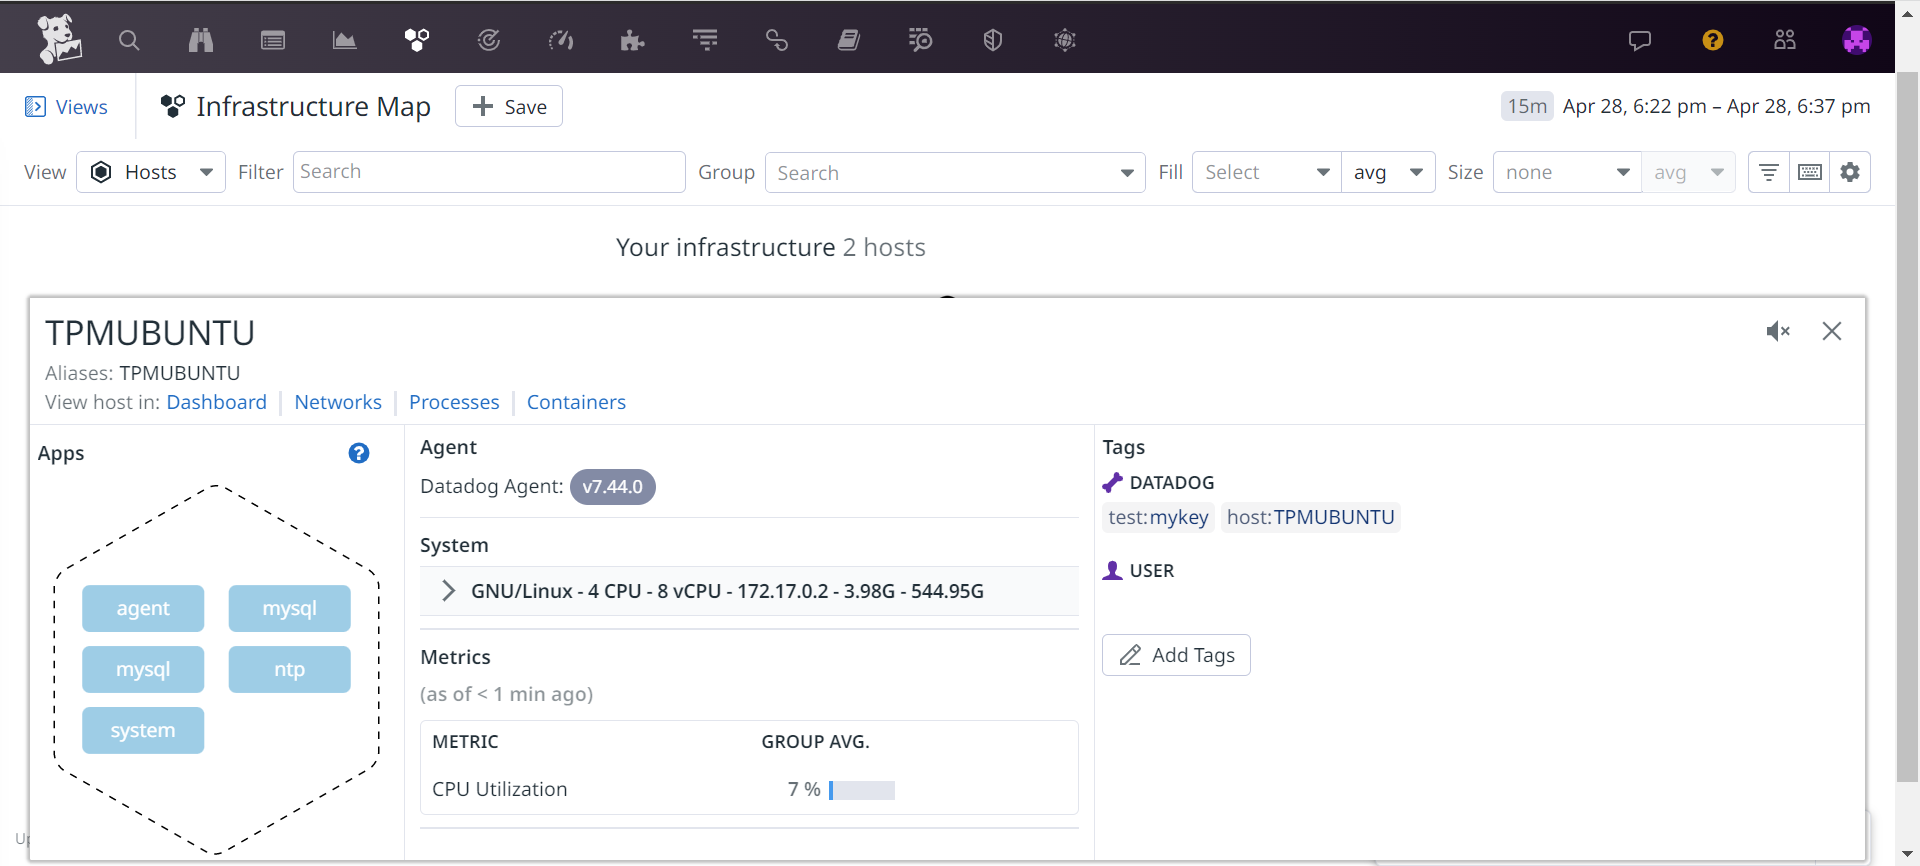 Views
Infrastructure Map
Save
15m Apr 28, 6:22 pm – Apr 28, 6:37 pm
View Hosts Filter Search Group Search Fill Select avg Size none avg
Your infrastructure 2 hosts
TPMUBUNTU
Aliases: TPMUBUNTU
View host in: Dashboard Networks Processes Containers
Apps ?
agent mysql
mysql ntp
system
Agent
Datadog Agent: v7.44.0
System
GNU/Linux - 4 CPU - 8 vCPU - 172.17.0.2 - 3.98G - 544.95G
Metrics
(as of < 1 min ago)
METRIC GROUP AVG.
CPU Utilization 7 %
Tags
DATADOG
test:mykey host:TPMUBUNTU
USER
Add Tags